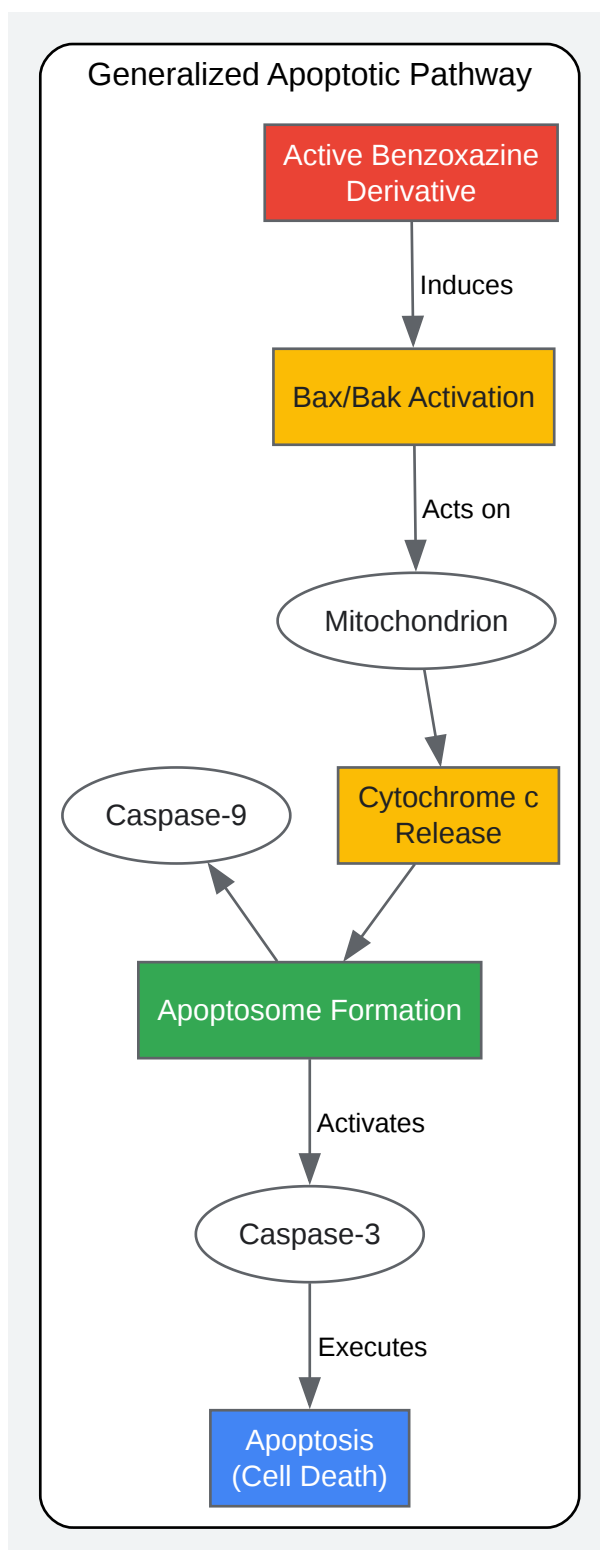 Generalized Apoptotic Pathway
Active Benzoxazine
Derivative
Induces
Bax/Bak Activation
Acts on
Mitochondrion
Caspase-9
Cytochrome c
Release
Apoptosome Formation
Activates
Caspase-3
Executes
Apoptosis
(Cell Death)